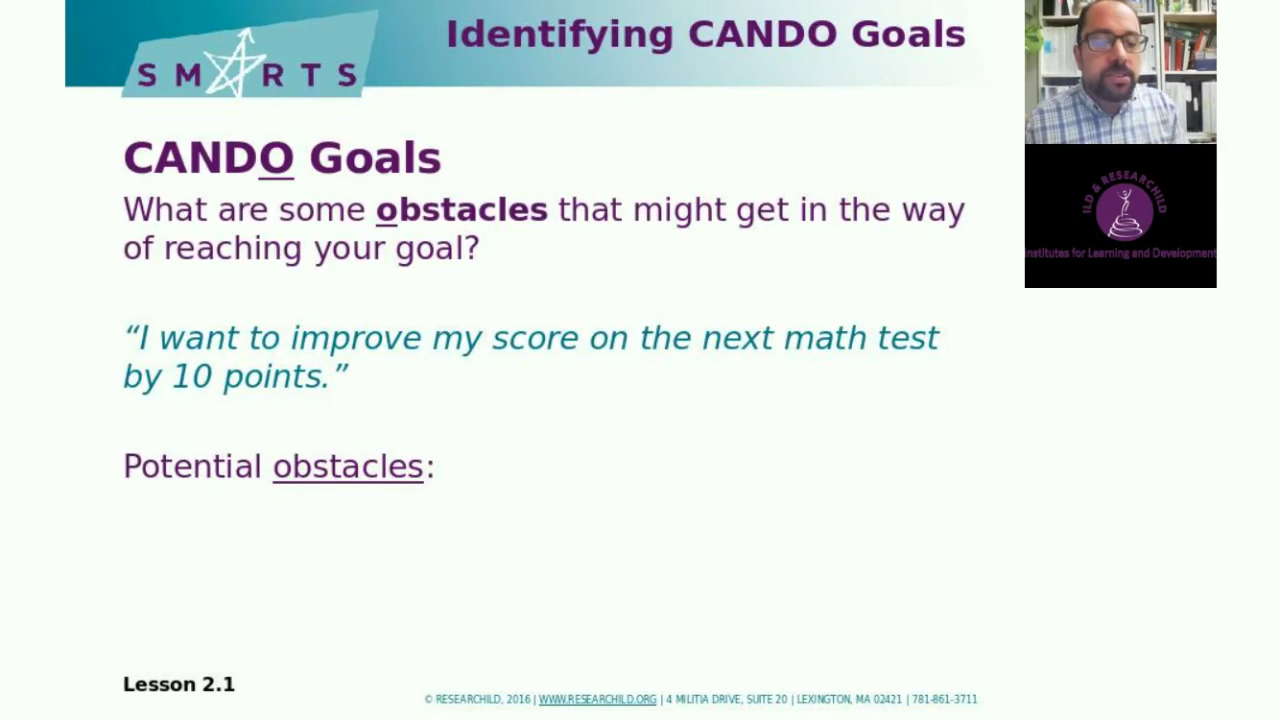 Identifying CANDO Goals
SMARTS
CANDO Goals
What are some obstacles that might get in the way
of reaching your goal?
“I want to improve my score on the next math test
by 10 points.”
Potential obstacles:
Lesson 2.1
© RESEARCHILD, 2016 | WWW.RESEARCHILD.ORG | 4 MILITIA DRIVE, SUITE 20 | LEXINGTON, MA 02421 | 781-861-3711
ILD & RESEARCHILD
Institutes for Learning and Development